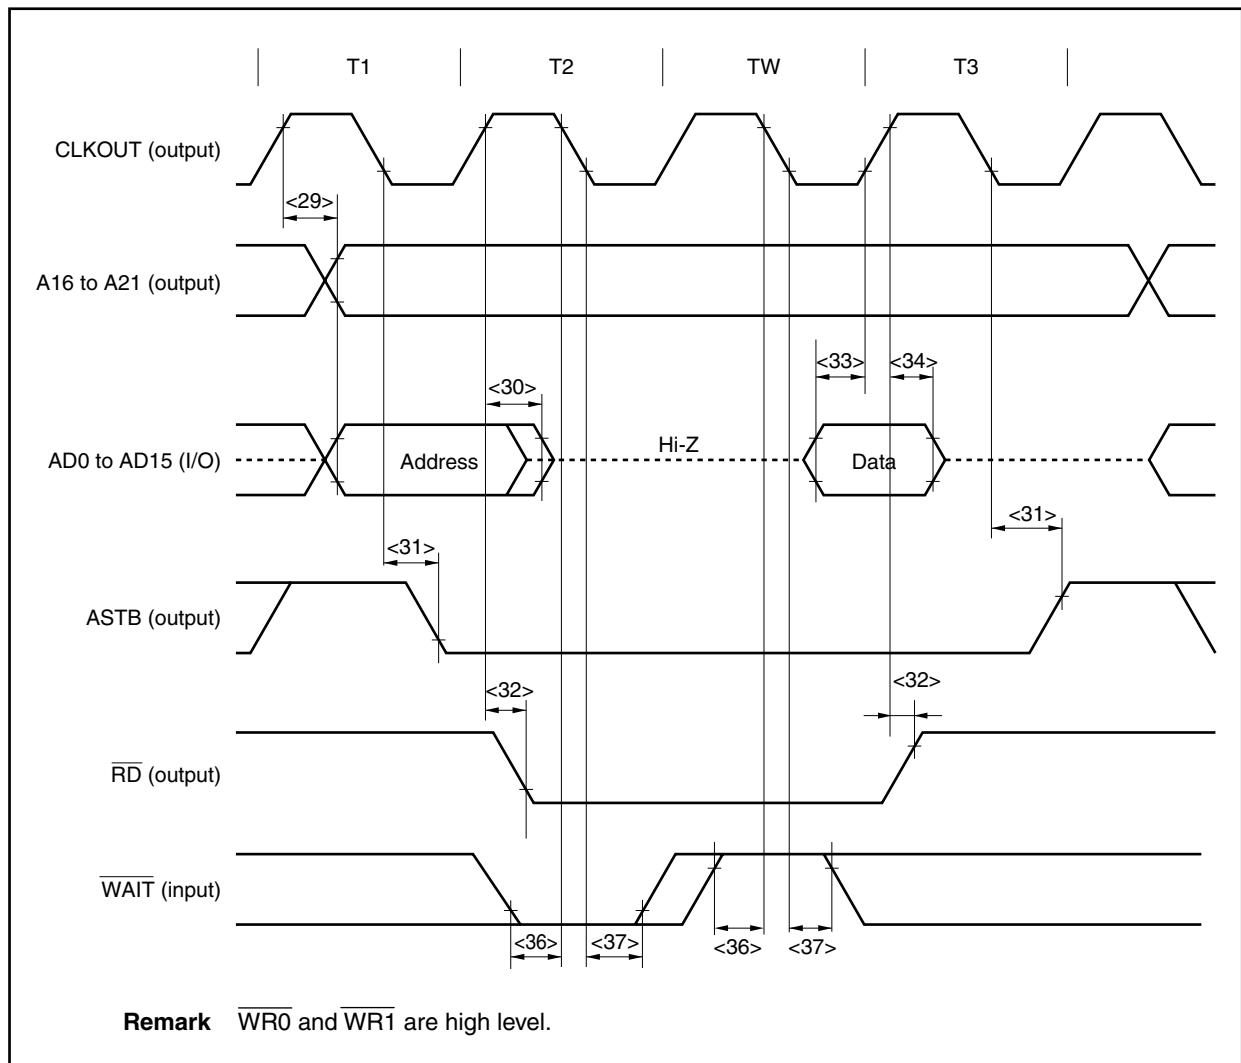 T1 T2 TW T3
CLKOUT (output)
<29>
A16 to A21 (output)
<33> <34>
<30>
AD0 to AD15 (I/O) Address Hi-Z Data
<31>
<31>
ASTB (output)
<32>
<32>
RD (output)
WAIT (input)
<36> <37> <36> <37>
Remark WR0 and WR1 are high level.